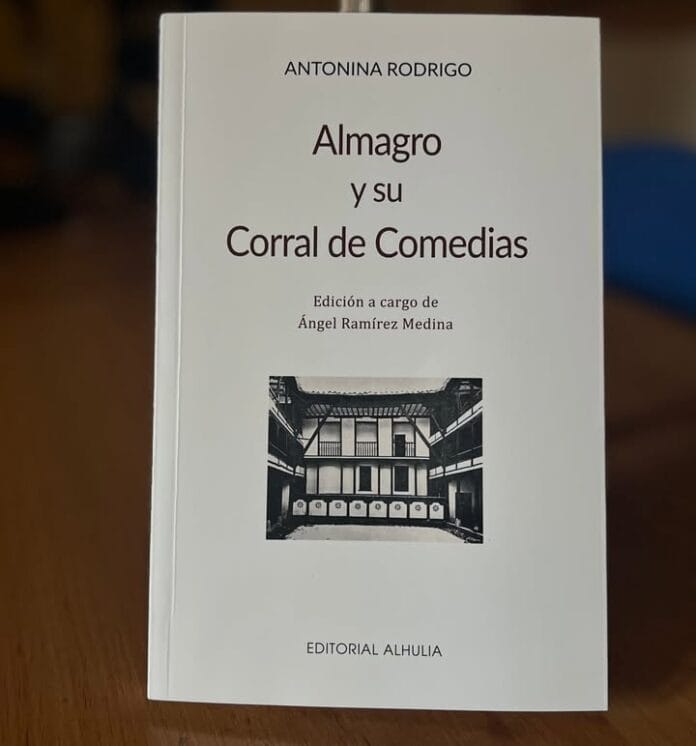 ANTONINA RODRIGO
Almagro
y su
Corral de Comedias
Edición a cargo de
Ángel Ramírez Medina
EDITORIAL ALHULIA